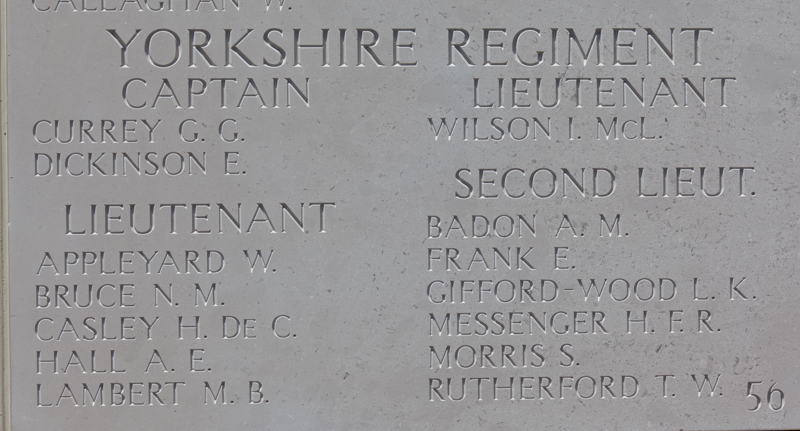 CALLAGHAN W.
YORKSHIRE REGIMENT
CAPTAIN
CURREY G. G.
DICKINSON E.
LIEUTENANT
APPLEYARD W.
BRUCE N. M.
CASLEY H. DE C.
HALL A. E.
LAMBERT M. B.
LIEUTENANT
WILSON I. McL.
SECOND LIEUT.
BADON A. M.
FRANK E.
GIFFORD-WOOD L. K.
MESSENGER H. F. R.
MORRIS S.
RUTHERFORD T. W.
56